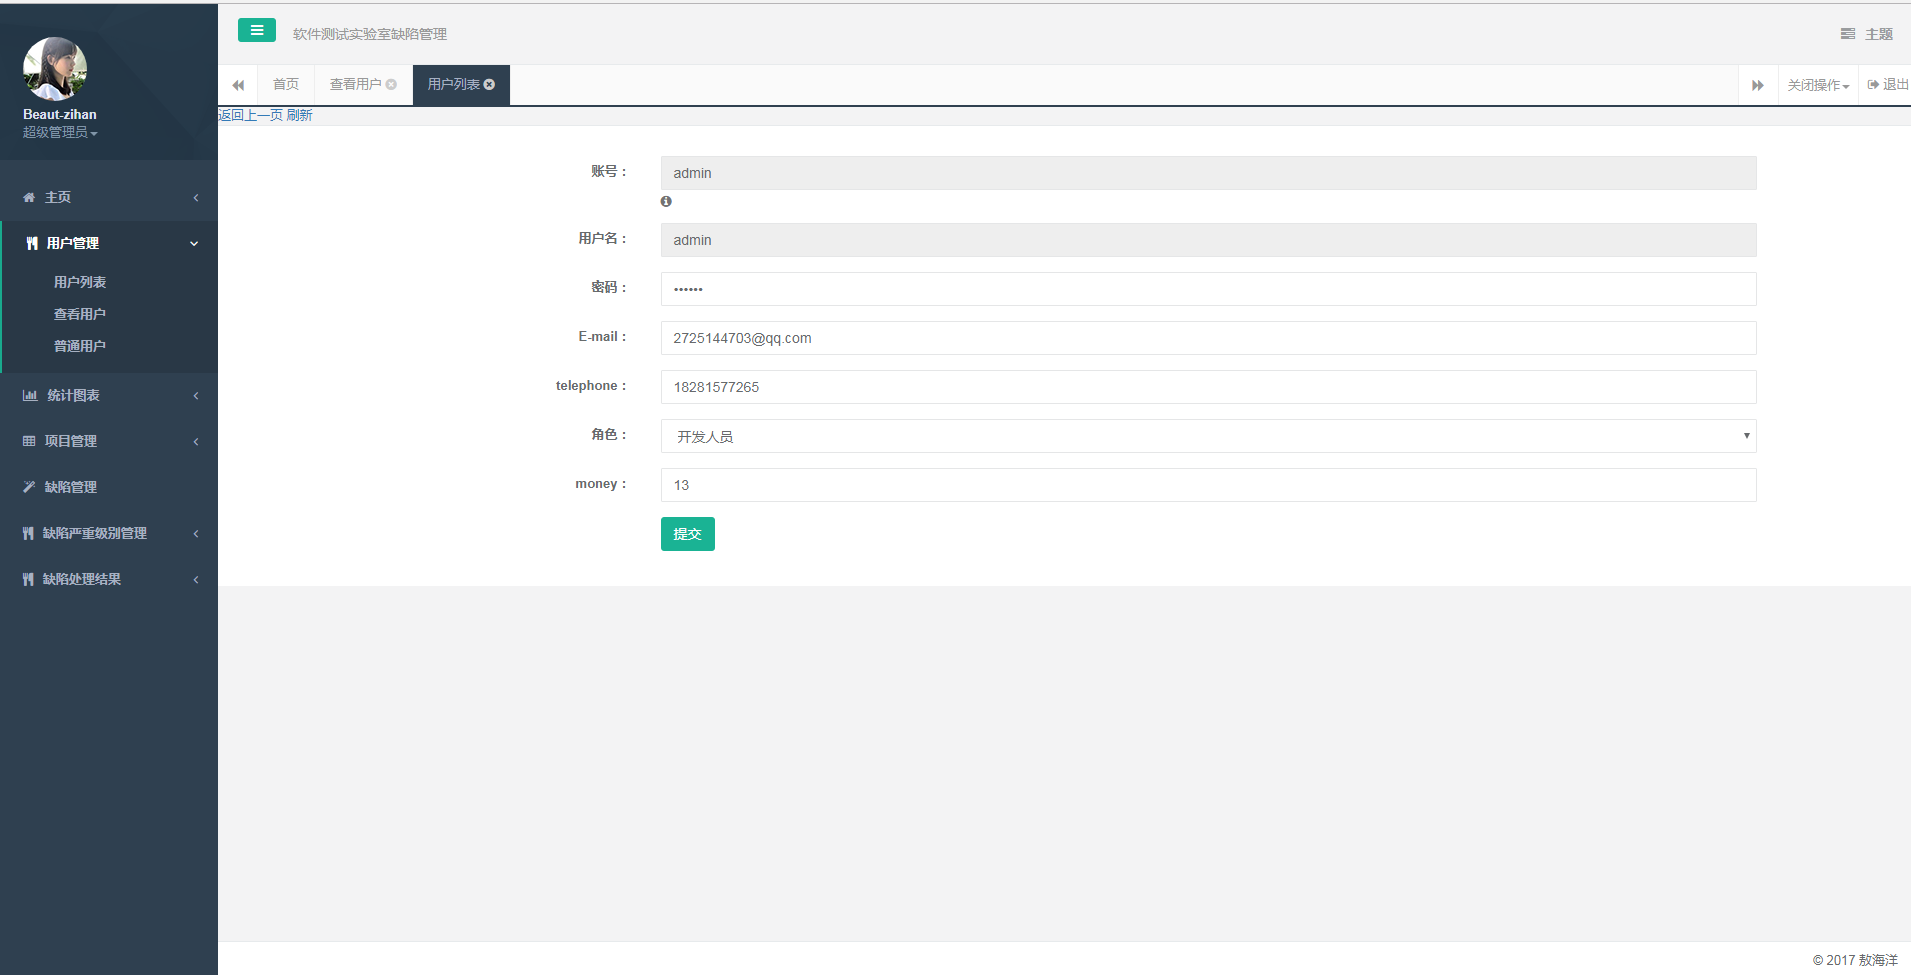 Beaut-zihan
超级管理员
主页
用户管理
用户列表
查看用户
普通用户
统计图表
项目管理
缺陷管理
缺陷严重级别管理
缺陷处理结果
软件测试实验室缺陷管理
主题
首页
查看用户
用户列表
关闭操作
退出
返回上一页 刷新
账号： admin
用户名： admin
密码： ••••••
E-mail： 2725144703@qq.com
telephone： 18281577265
角色： 开发人员
money： 13
提交
© 2017 敖海洋